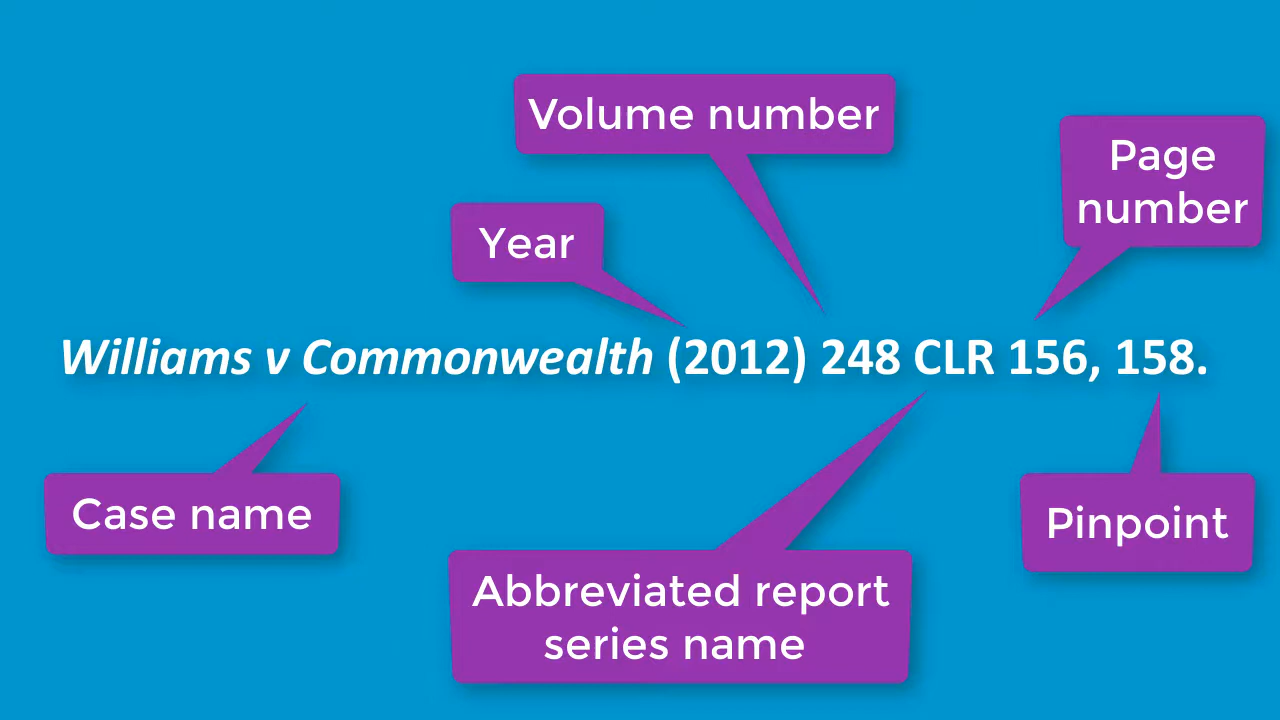 Volume number
Page
number
Year
Williams v Commonwealth (2012) 248 CLR 156, 158.
Case name
Pinpoint
Abbreviated report
series name